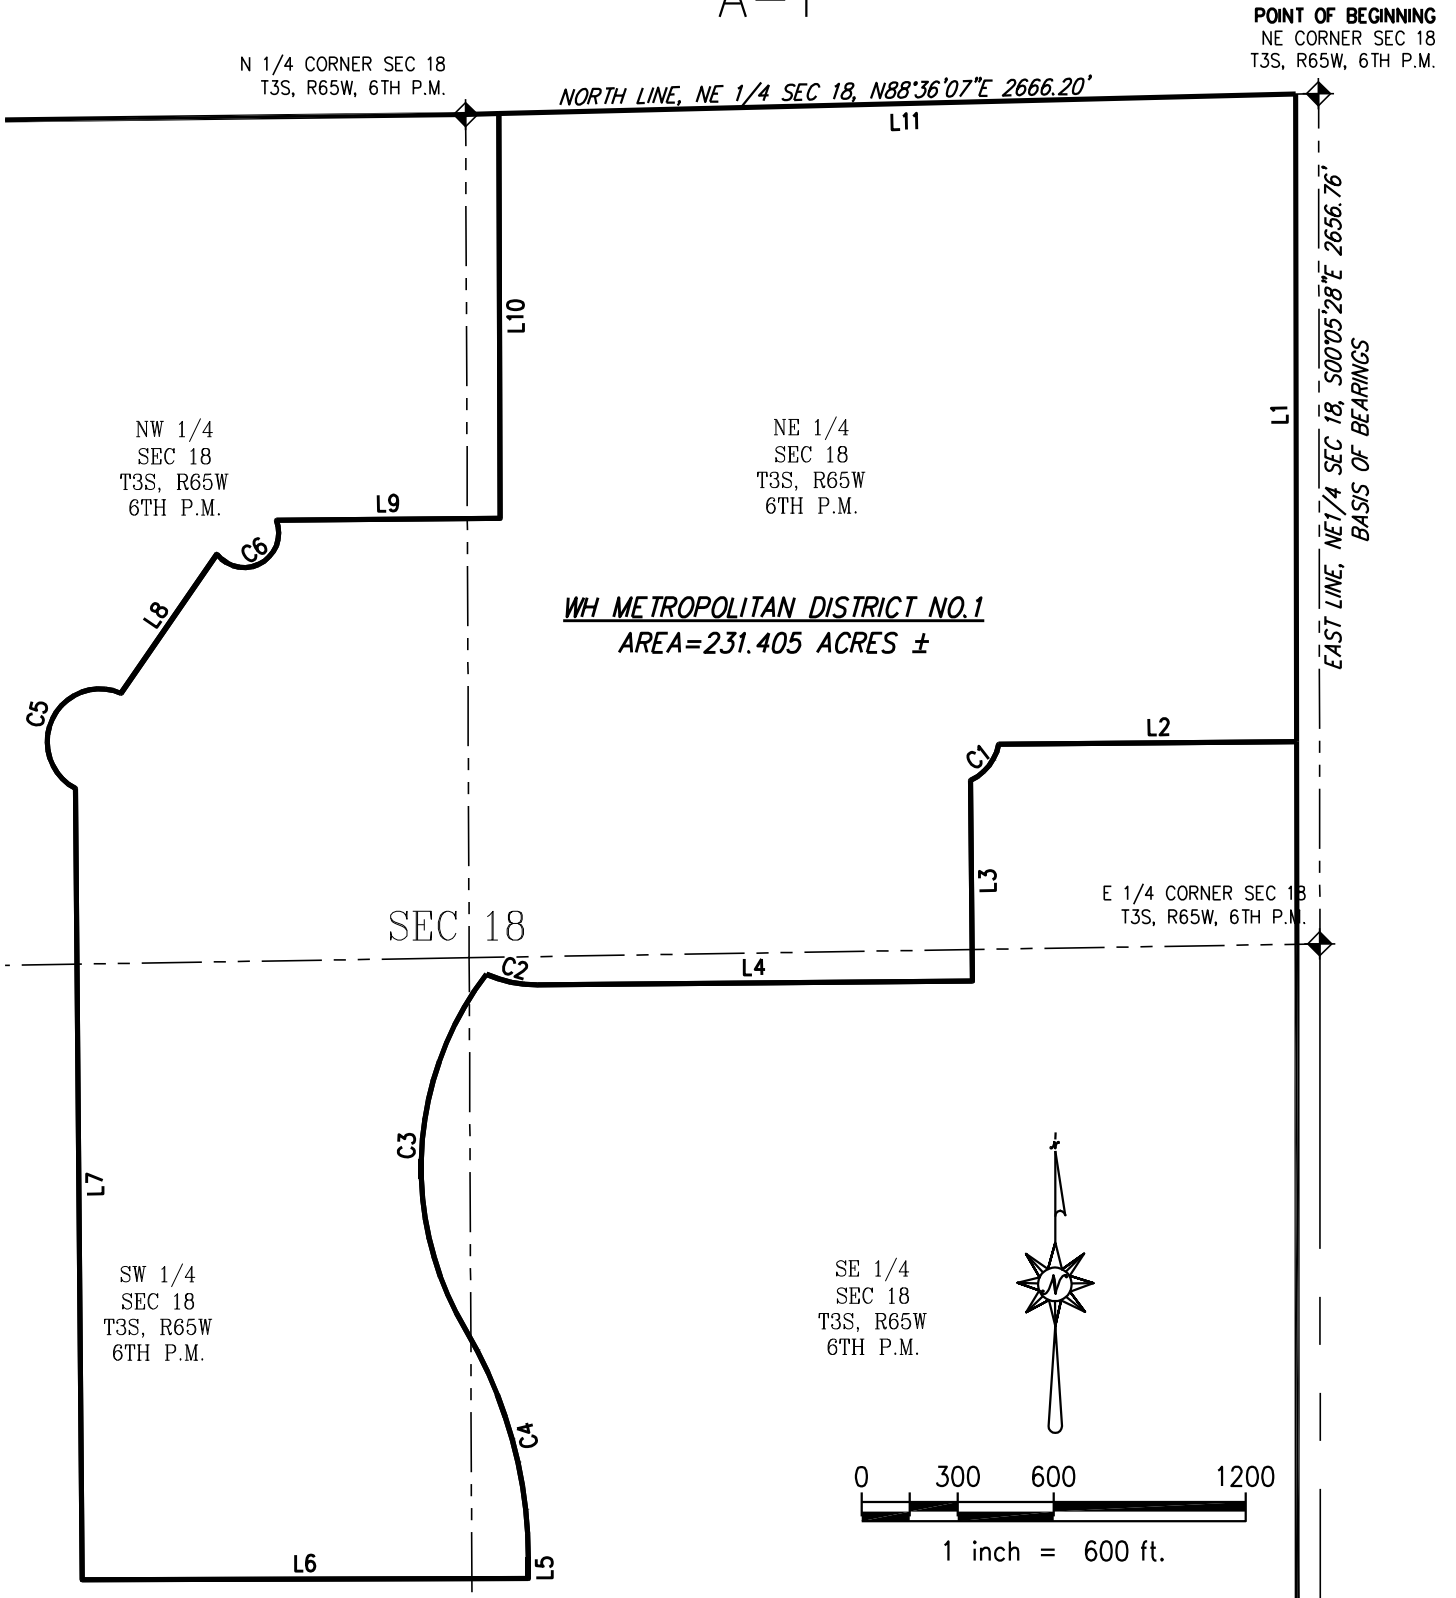 POINT OF BEGINNING
NE CORNER SEC 18
T3S, R65W, 6TH P.M.
N 1/4 CORNER SEC 18
T3S, R65W, 6TH P.M.
NORTH LINE, NE 1/4 SEC 18, N88°36'07"E 2666.20'
L11
EAST LINE, NE1/4 SEC 18, S00°05'28"E 2656.76'
BASIS OF BEARINGS
L10
L1
NW 1/4
SEC 18
T3S, R65W
6TH P.M.
NE 1/4
SEC 18
T3S, R65W
6TH P.M.
L9
C6
L8
WH METROPOLITAN DISTRICT NO.1
AREA=231.405 ACRES ±
C5
C1
L2
L3
E 1/4 CORNER SEC 18
T3S, R65W, 6TH P.M.
SEC 18
C2
L4
C3
L7
SW 1/4
SEC 18
T3S, R65W
6TH P.M.
SE 1/4
SEC 18
T3S, R65W
6TH P.M.
N
C4
0 300 600 1200
1 inch = 600 ft.
L6
L5